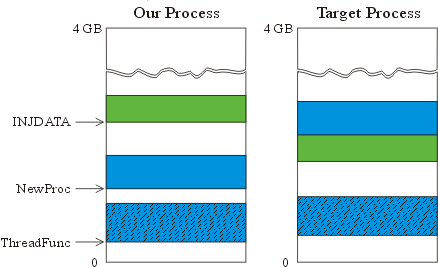 Our Process
Target Process
4 GB
4 GB
INJDATA
NewProc
ThreadFunc
0
0